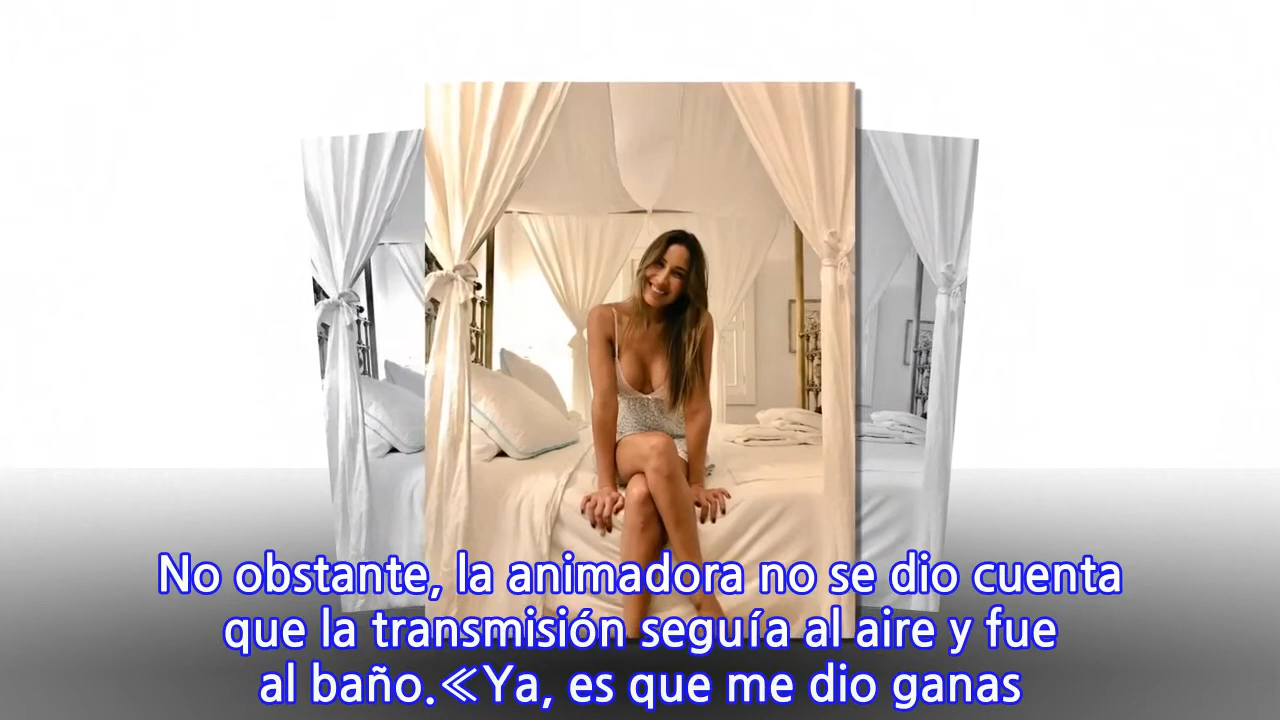 No obstante, la animadora no se dio cuenta
que la transmisión seguía al aire y fue
al baño.≪Ya, es que me dio ganas